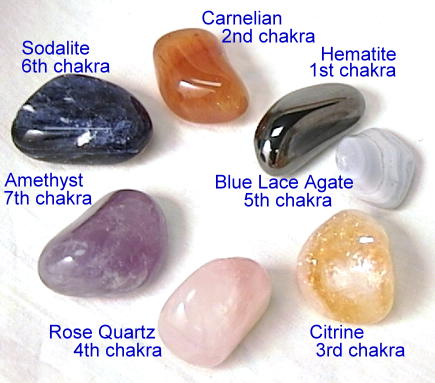 Carnelian
2nd chakra
Sodalite
6th chakra
Hematite
1st chakra
Amethyst
7th chakra
Blue Lace Agate
5th chakra
Rose Quartz
4th chakra
Citrine
3rd chakra